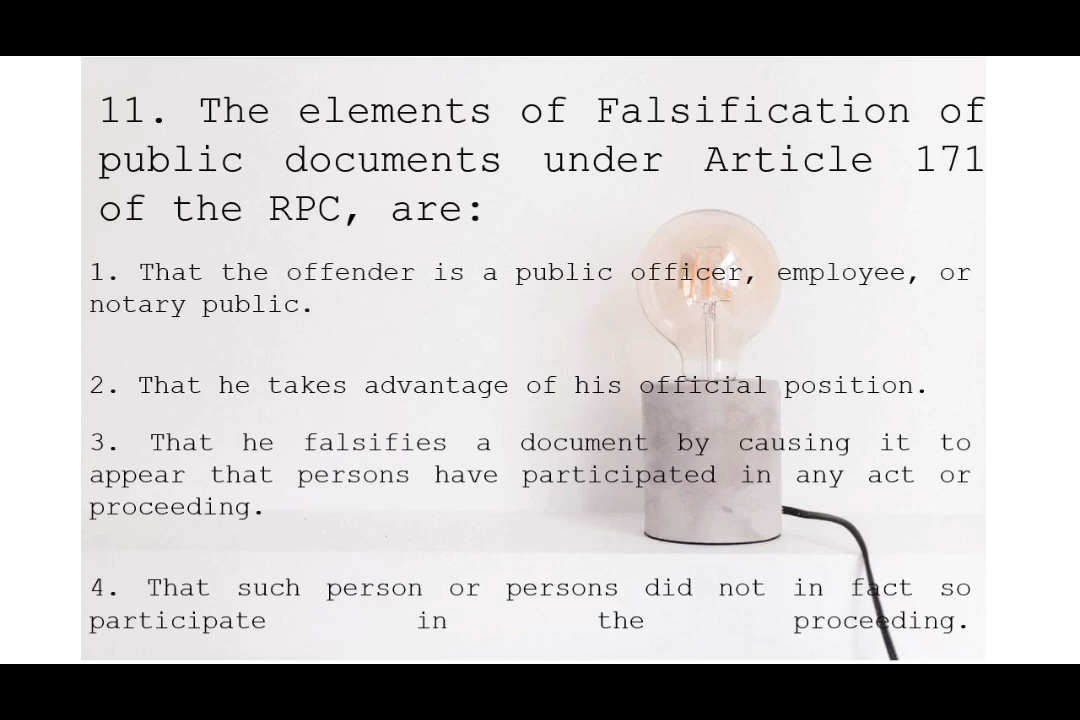 11. The elements of Falsification of
public documents under Article 171
of the RPC, are:
1. That the offender is a public officer, employee, or
notary public.
2. That he takes advantage of his official position.
3. That he falsifies a document by causing it to
appear that persons have participated in any act or
proceeding.
4. That such person or persons did not in fact so
participate in the proceeding.